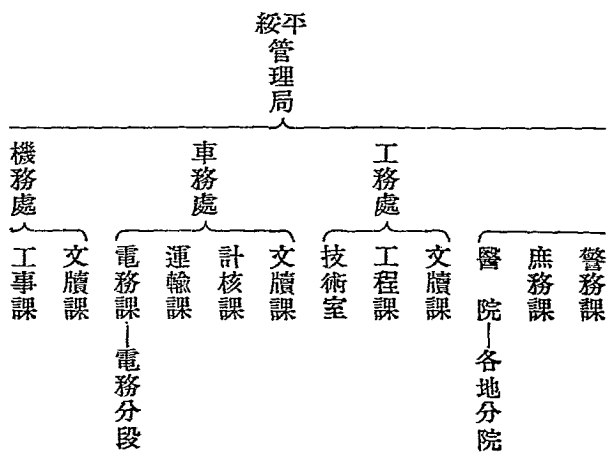 平綏
管理局
警務課
庶務課
醫院—各地分院
工務處
文牘課
工程課
技術室
車務處
文牘課
計核課
運輸課
電務課—電務分段
機務處
文牘課
工事課